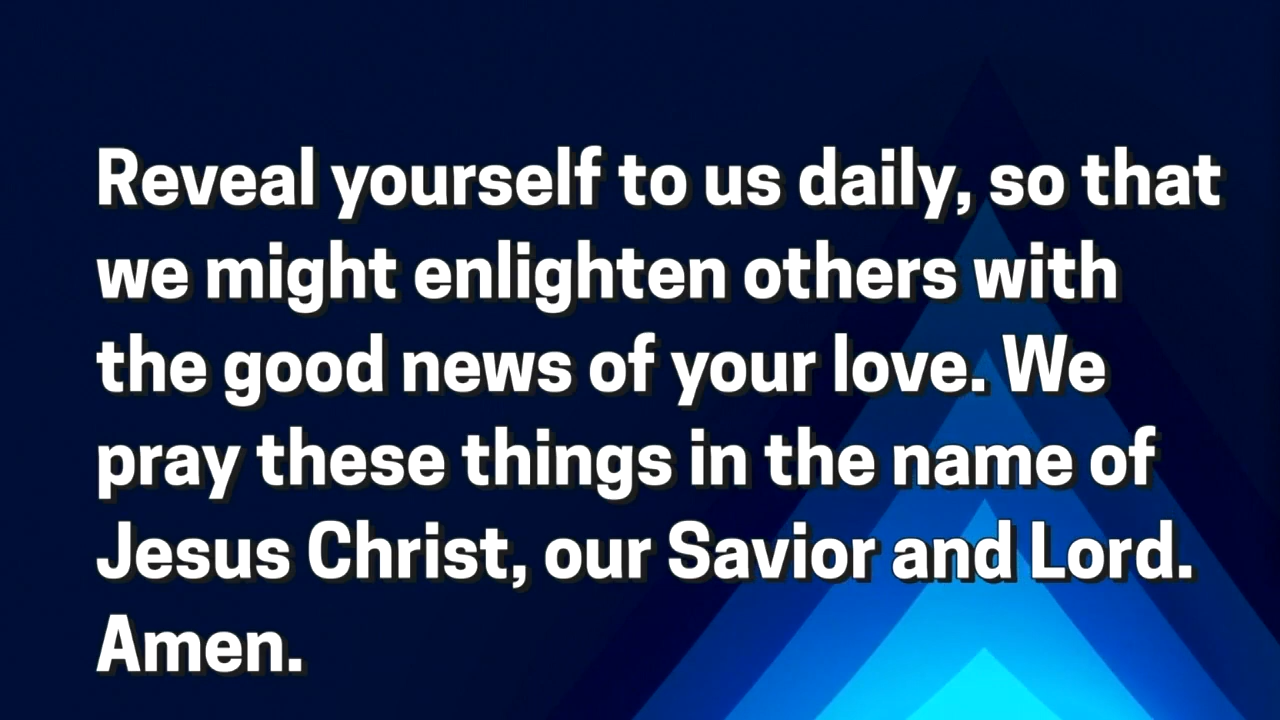 Reveal yourself to us daily, so that
we might enlighten others with
the good news of your love. We
pray these things in the name of
Jesus Christ, our Savior and Lord.
Amen.